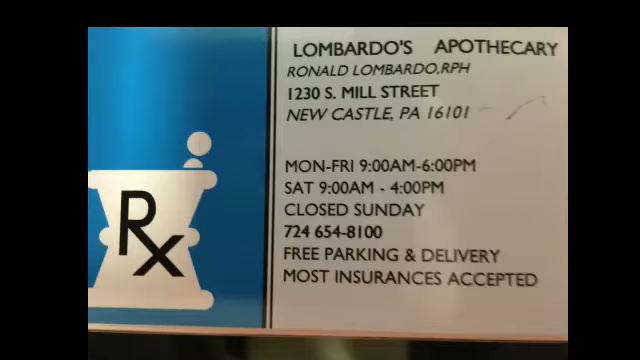 LOMBARDO'S APOTHECARY
RONALD LOMBARDO,RPH
1230 S. MILL STREET
NEW CASTLE, PA 16101
MON-FRI 9:00AM-6:00PM
SAT 9:00AM - 4:00PM
CLOSED SUNDAY
724 654-8100
FREE PARKING & DELIVERY
MOST INSURANCES ACCEPTED
Rx